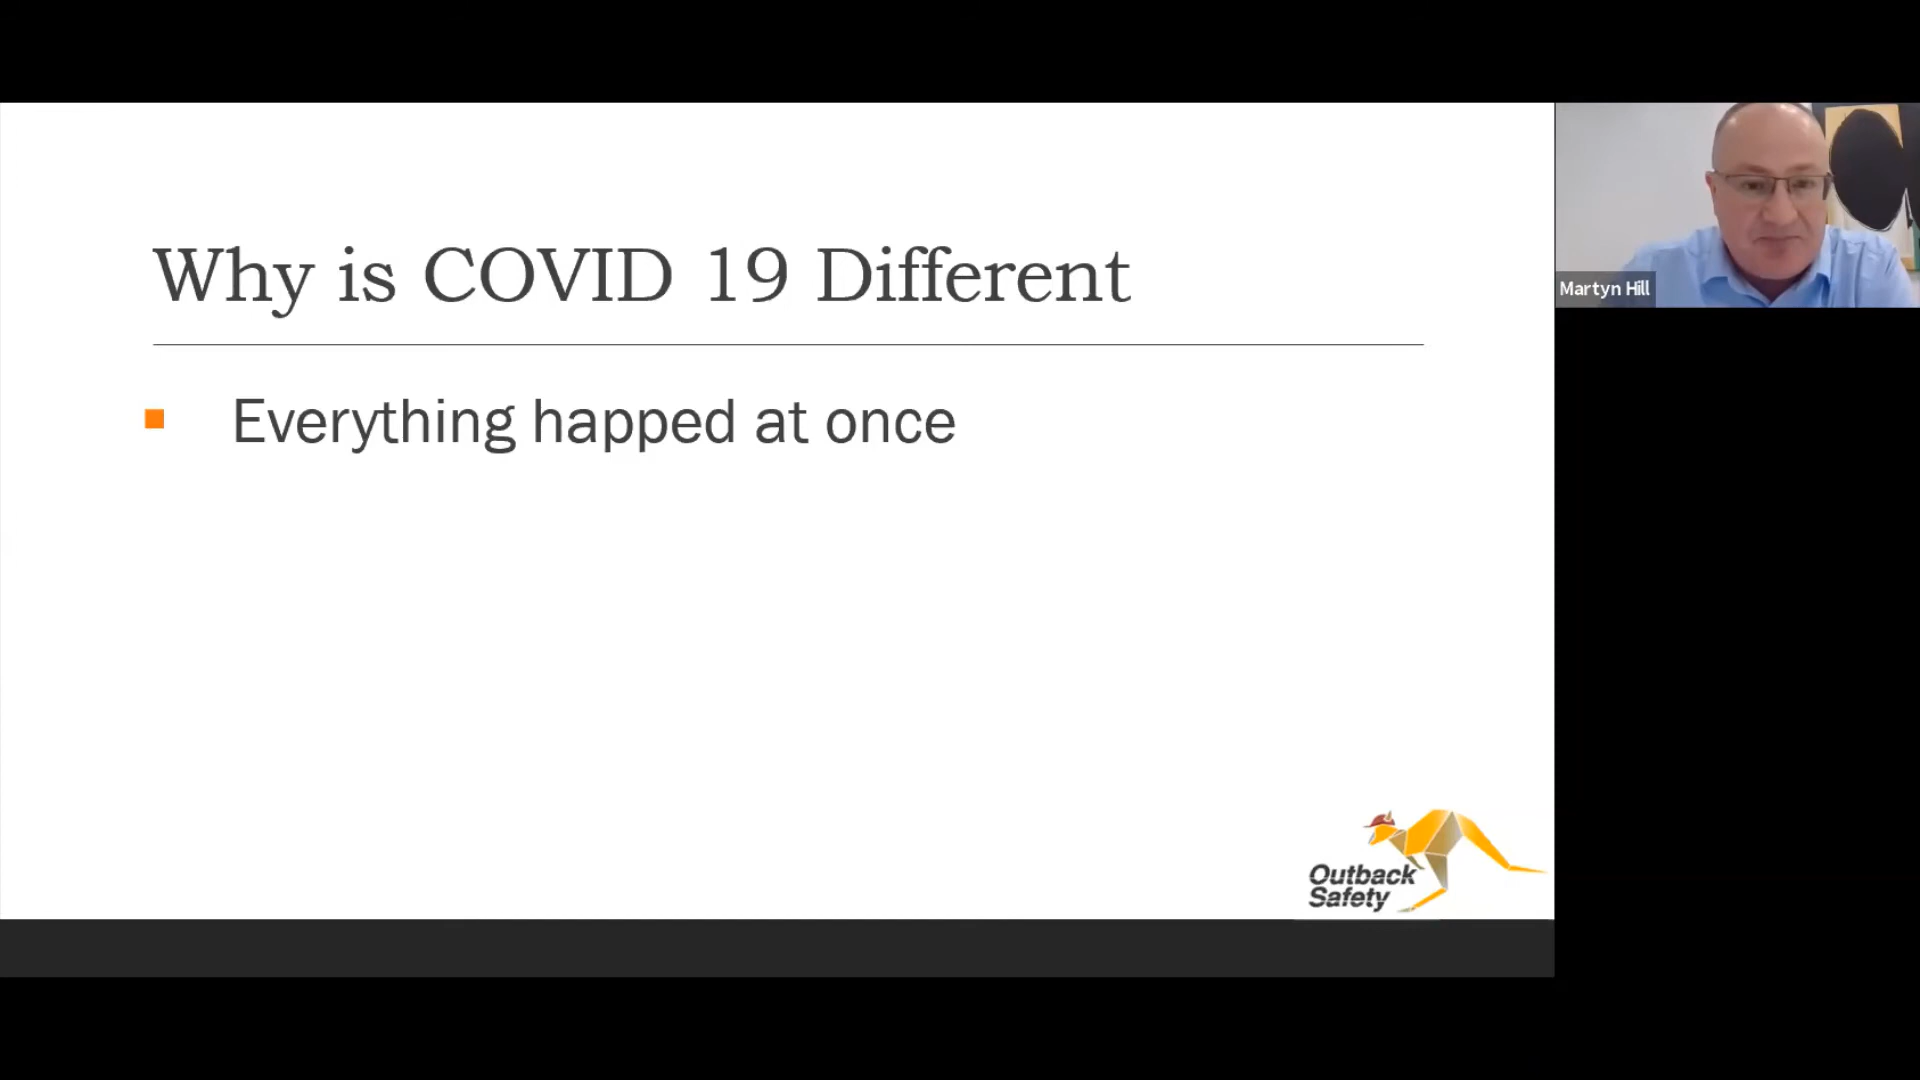 Why is COVID 19 Different
Everything happed at once
Outback
Safety
Martyn Hill